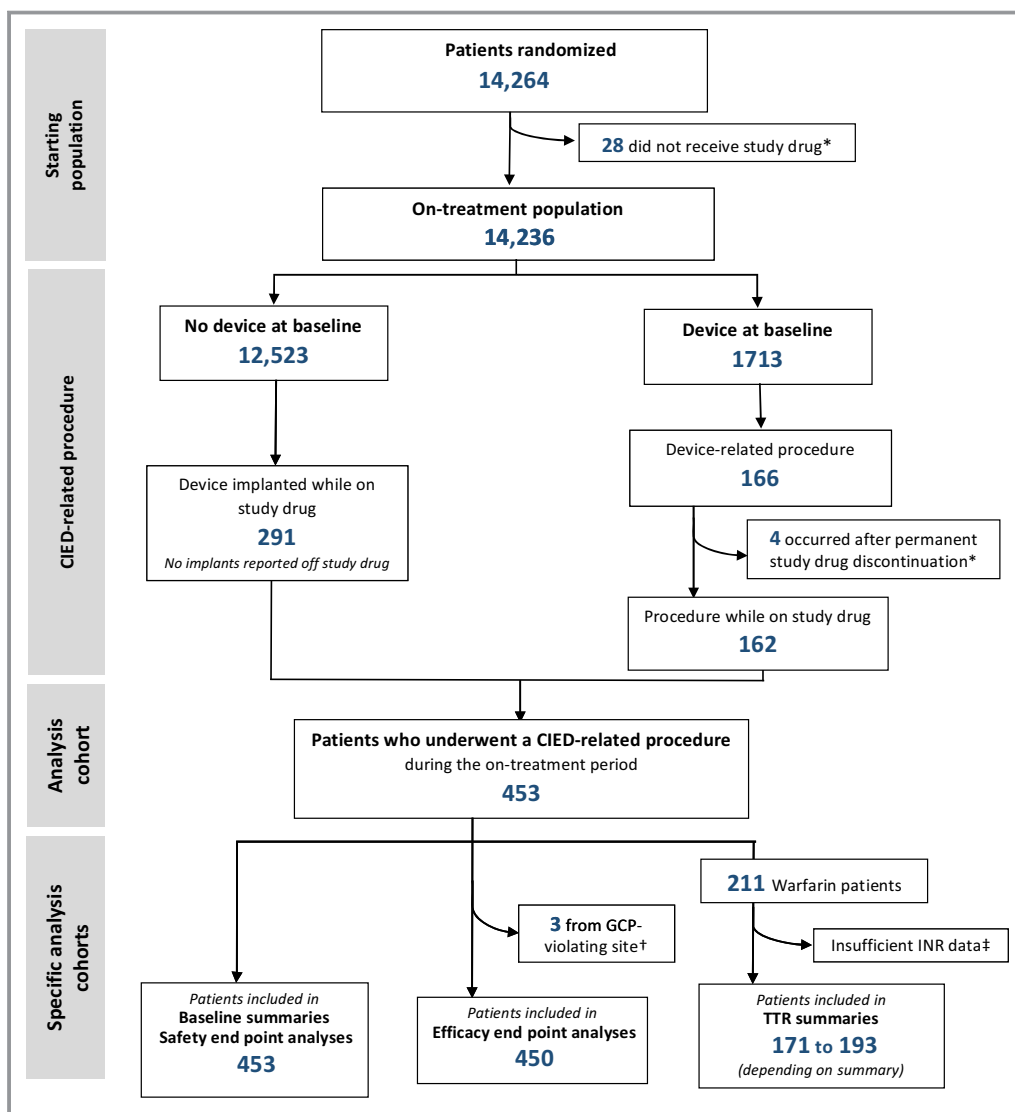 Starting
population
Patients randomized
14,264
28 did not receive study drug*
On-treatment population
14,236
CIED-related procedure
No device at baseline
12,523
Device at baseline
1713
Device implanted while on
study drug
291
No implants reported off study drug
Device-related procedure
166
4 occurred after permanent
study drug discontinuation*
Procedure while on study drug
162
Analysis
cohort
Patients who underwent a CIED-related procedure
during the on-treatment period
453
Specific analysis
cohorts
211 Warfarin patients
3 from GCP-
violating site†
Insufficient INR data‡
Patients included in
Baseline summaries
Safety end point analyses
453
Patients included in
Efficacy end point analyses
450
Patients included in
TTR summaries
171 to 193
(depending on summary)